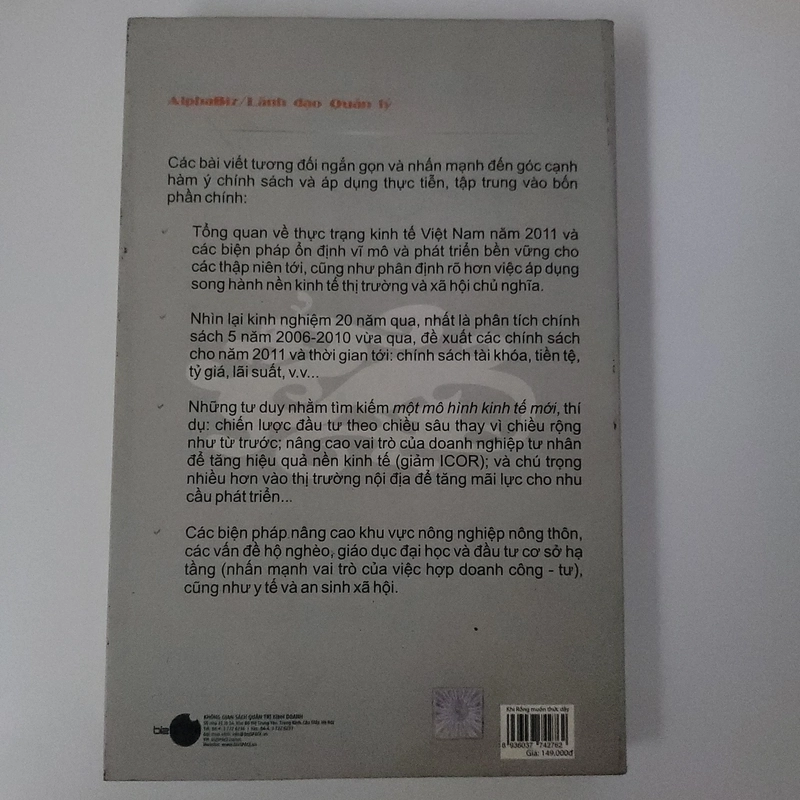 AlphaBiz/Lãnh đạo Quản lý
Các bài viết tương đối ngắn gọn và nhấn mạnh đến góc cạnh
hàm ý chính sách và áp dụng thực tiễn, tập trung vào bốn
phần chính:
Tổng quan về thực trạng kinh tế Việt Nam năm 2011 và
các biện pháp ổn định vĩ mô và phát triển bền vững cho
các thập niên tới, cũng như phân định rõ hơn việc áp dụng
song hành nền kinh tế thị trường và xã hội chủ nghĩa.
Nhìn lại kinh nghiệm 20 năm qua, nhất là phân tích chính
sách 5 năm 2006-2010 vừa qua, đề xuất các chính sách
cho năm 2011 và thời gian tới: chính sách tài khóa, tiền tệ,
tỷ giá, lãi suất, v.v...
Những tư duy nhằm tìm kiếm một mô hình kinh tế mới, thí
dụ: chiến lược đầu tư theo chiều sâu thay vì chiều rộng
như từ trước; nâng cao vai trò của doanh nghiệp tư nhân
để tăng hiệu quả nền kinh tế (giảm ICOR); và chú trọng
nhiều hơn vào thị trường nội địa để tăng mãi lực cho nhu
cầu phát triển...
Các biện pháp nâng cao khu vực nông nghiệp nông thôn,
các vấn đề hộ nghèo, giáo dục đại học và đầu tư cơ sở hạ
tầng (nhấn mạnh vai trò của việc hợp doanh công - tư),
cũng như y tế và an sinh xã hội.
biz
KHÔNG GIAN SÁCH QUẢN TRỊ KINH DOANH
Khi Rồng muốn thức dậy
8 936037 742762
Giá: 149.000đ